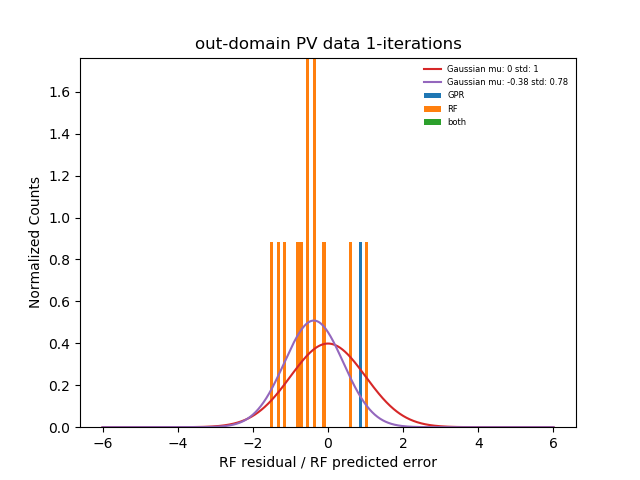 out-domain PV data 1-iterations
Gaussian mu: 0 std: 1
Gaussian mu: -0.38 std: 0.78
GPR
RF
both
Normalized Counts
1.6
1.4
1.2
1.0
0.8
0.6
0.4
0.2
0.0
−6 −4 −2 0 2 4 6
RF residual / RF predicted error